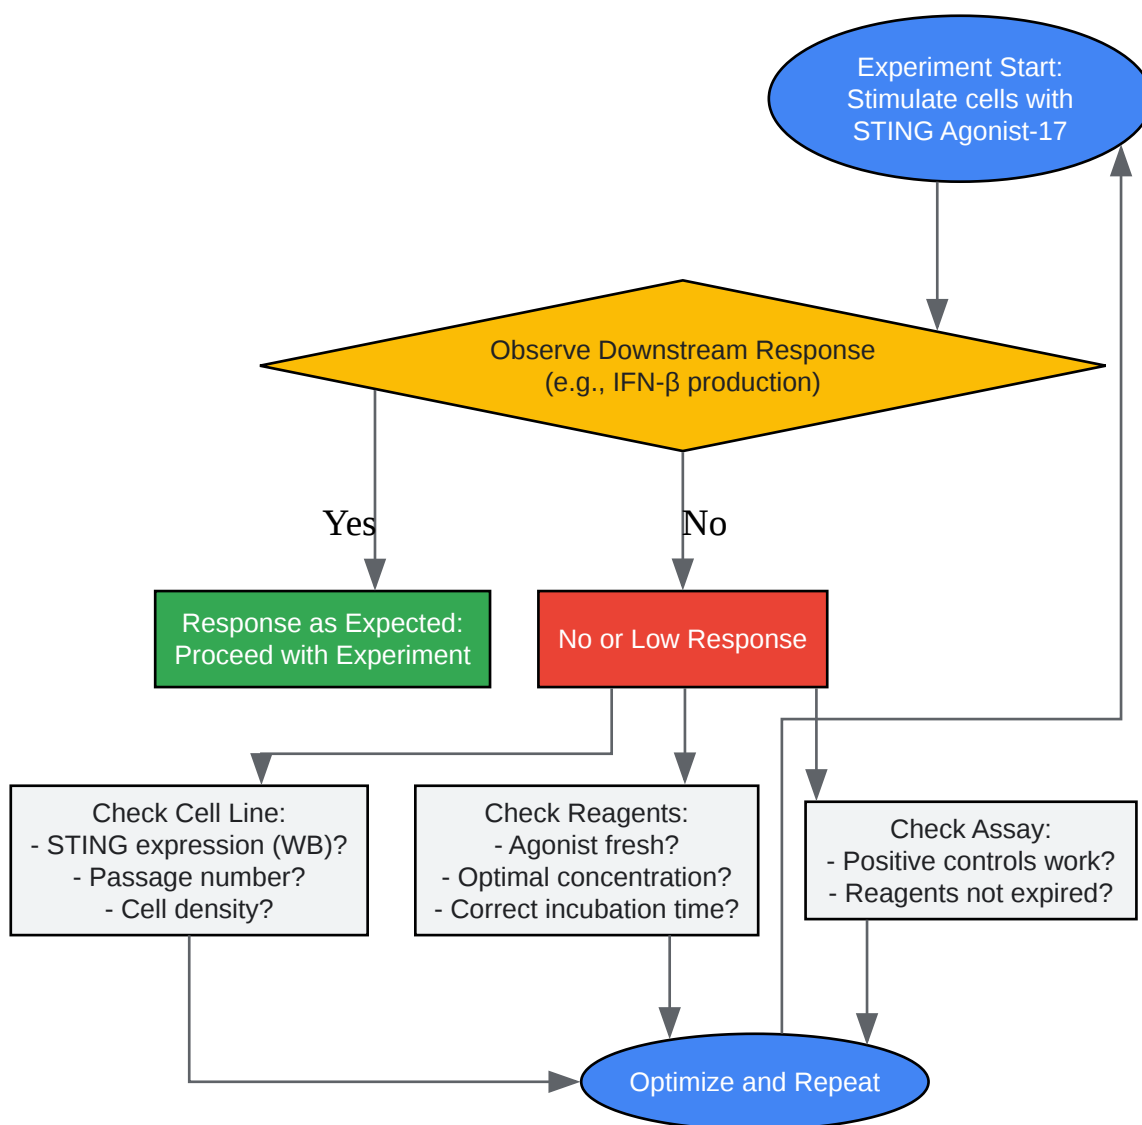 Experiment Start:
Stimulate cells with
STING Agonist-17
Observe Downstream Response
(e.g., IFN-β production)
Yes
No
Response as Expected:
Proceed with Experiment
No or Low Response
Check Cell Line:
- STING expression (WB)?
- Passage number?
- Cell density?
Check Reagents:
- Agonist fresh?
- Optimal concentration?
- Correct incubation time?
Check Assay:
- Positive controls work?
- Reagents not expired?
Optimize and Repeat